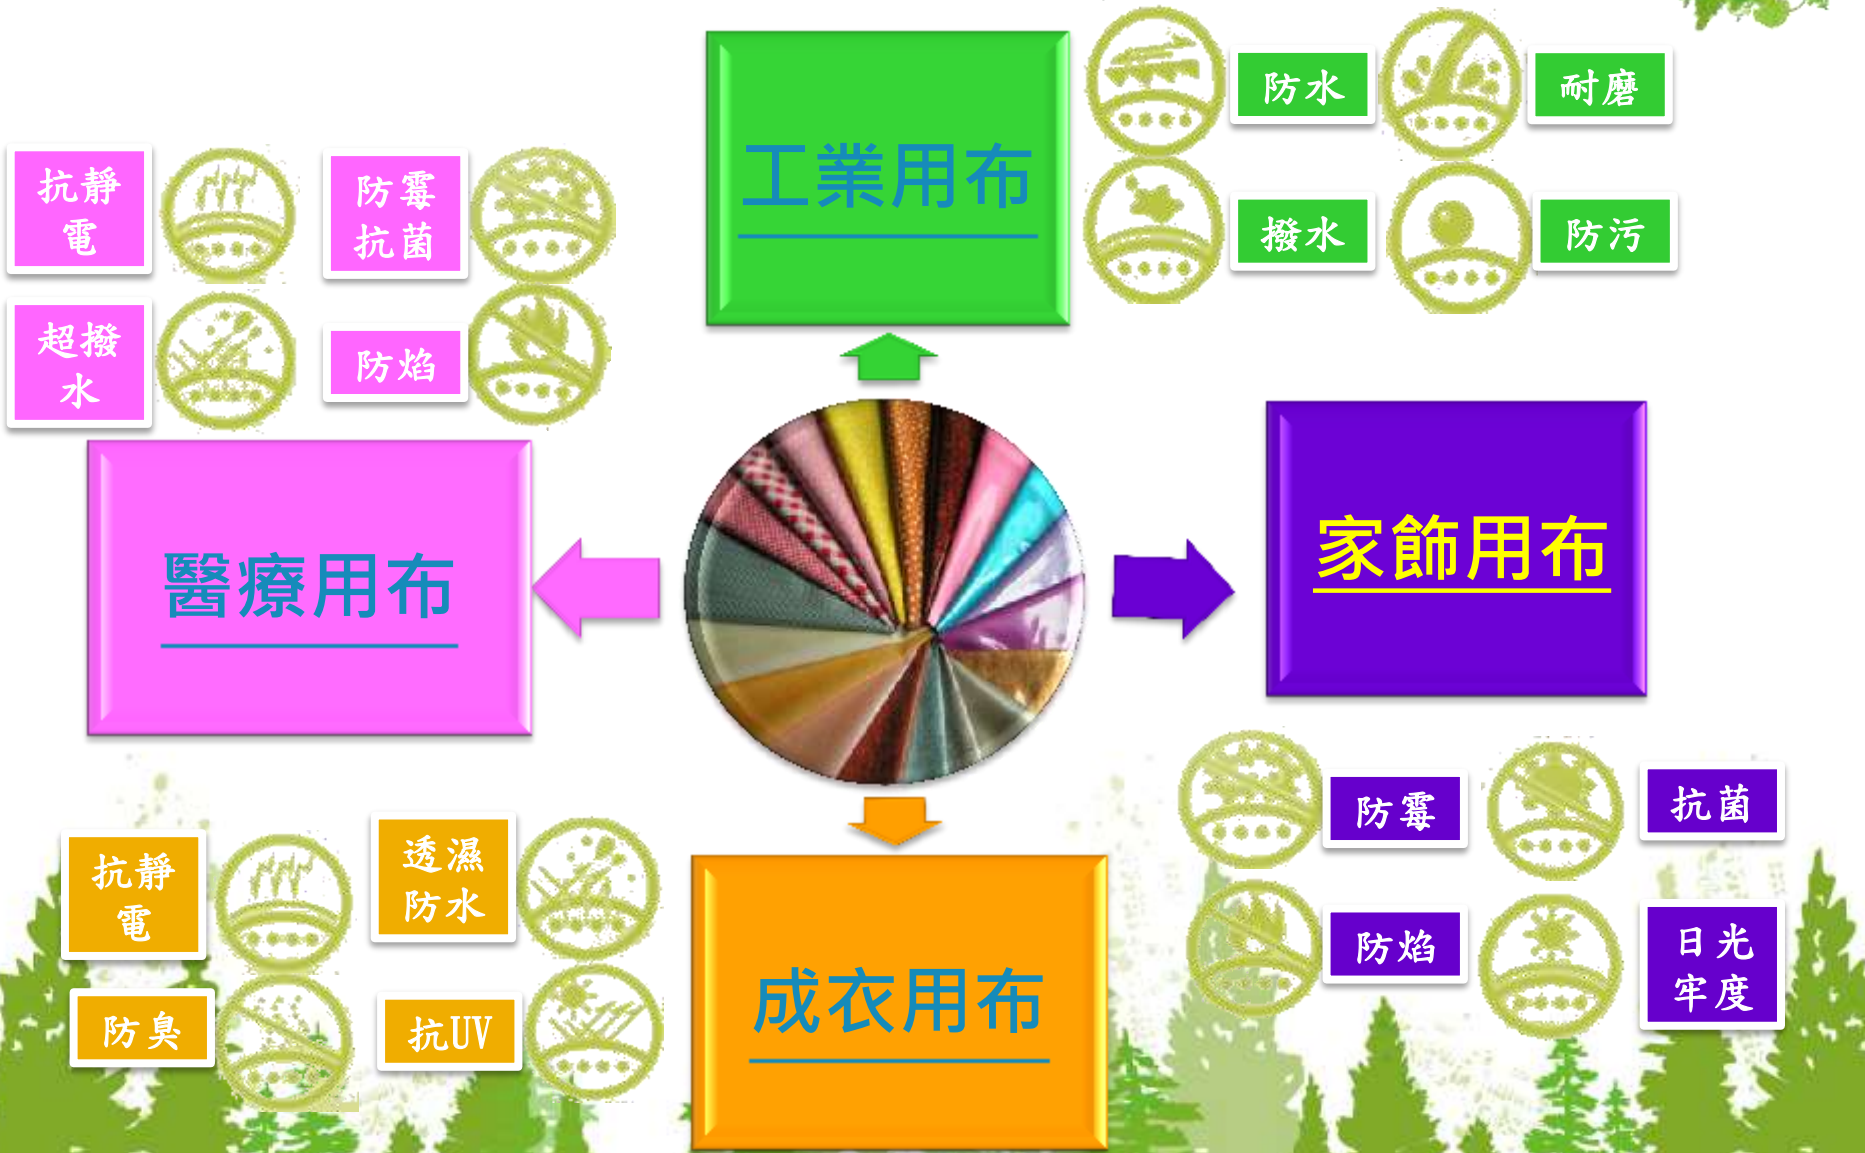 工業用布
防水
耐磨
撥水
防污
抗靜
電
防霉
抗菌
超撥
水
防焰
醫療用布
家飾用布
防霉
抗菌
防焰
日光
牢度
抗靜
電
透濕
防水
防臭
抗UV
成衣用布